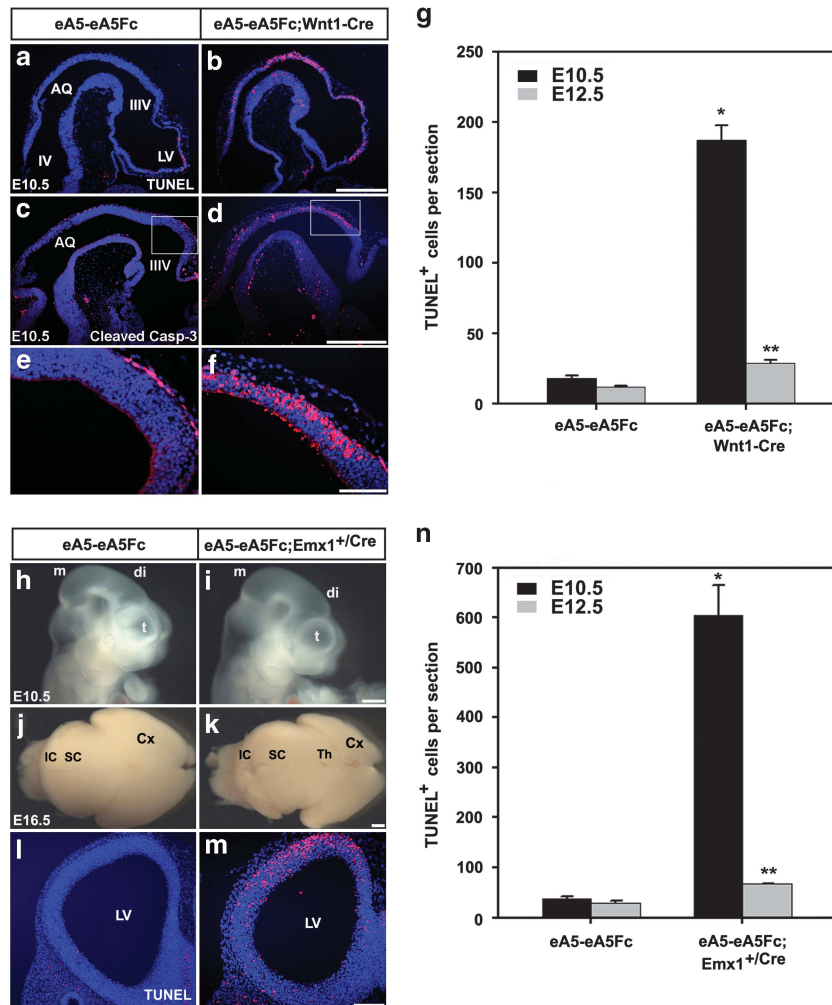 eA5-eA5Fc
eA5-eA5Fc;Wnt1-Cre
a
AQ
IIIV
IV
LV
E10.5
TUNEL
b
c
AQ
IIIV
E10.5
Cleaved Casp-3
d
e
f
g
250
200
150
100
50
0
TUNEL+ cells per section
E10.5
E12.5
*
**
eA5-eA5Fc
eA5-eA5Fc;
Wnt1-Cre
eA5-eA5Fc
eA5-eA5Fc;Emx1+/Cre
h
m
di
t
E10.5
i
m
di
t
j
IC
SC
Cx
E16.5
k
IC
SC
Th
Cx
l
LV
TUNEL
m
LV
n
700
600
500
400
300
200
100
0
TUNEL+ cells per section
E10.5
E12.5
*
**
eA5-eA5Fc
eA5-eA5Fc;
Emx1+/Cre